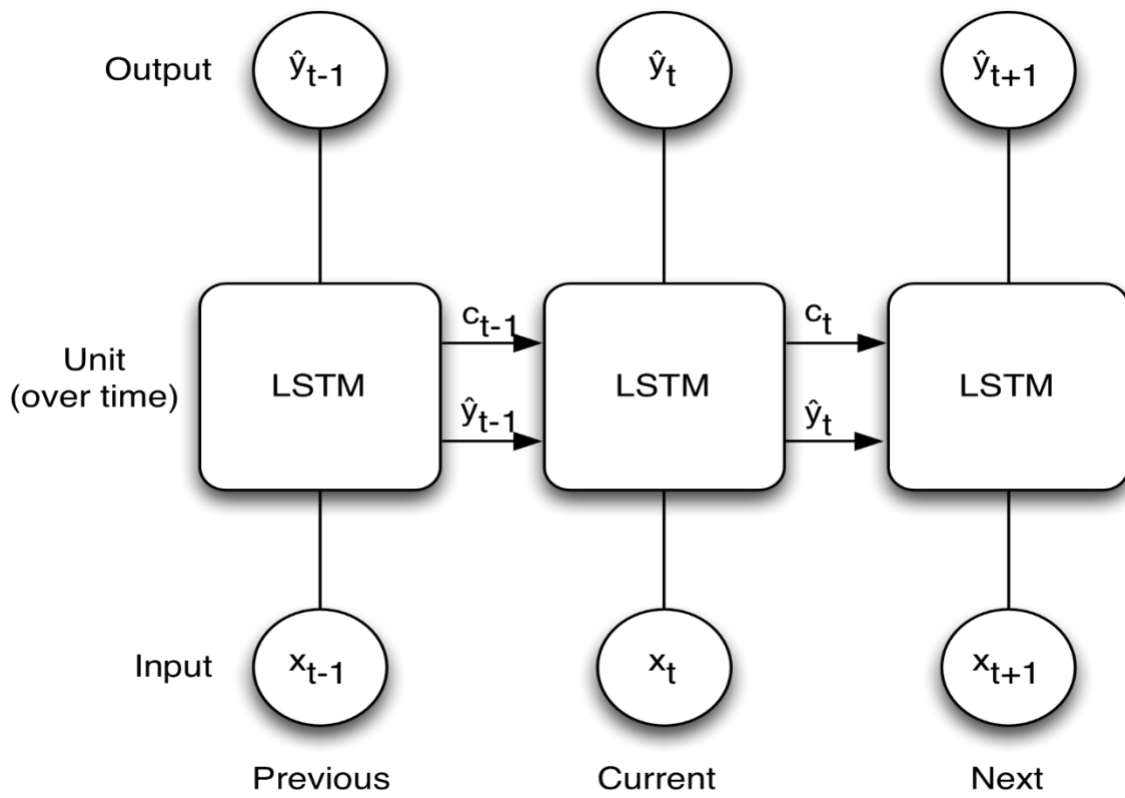 Output ŷt-1 ŷt ŷt+1
ct-1 ct
Unit
(over time) LSTM LSTM LSTM
ŷt-1 ŷt
Input xt-1 xt xt+1
Previous Current Next